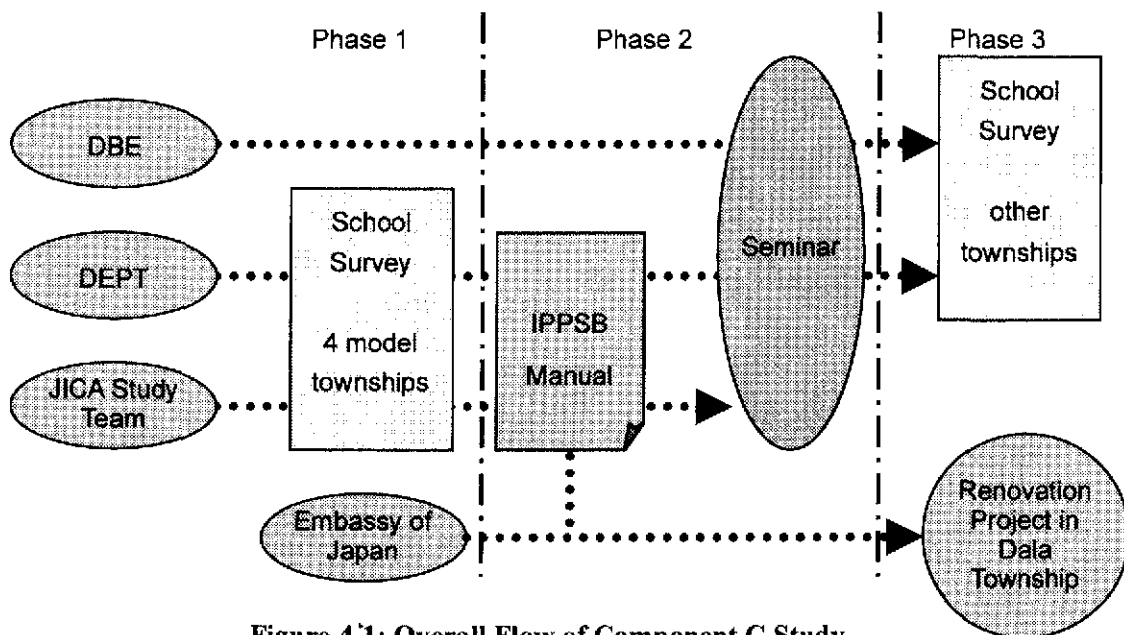 Phase 1
Phase 2
Phase 3
DBE
DEPT
JICA Study
Team
School
Survey
4 model
townships
IPPSB
Manual
Seminar
School
Survey
other
townships
Embassy of
Japan
Renovation
Project in
Dala
Township
Figure 4-1: Overall Flow of Component C Study